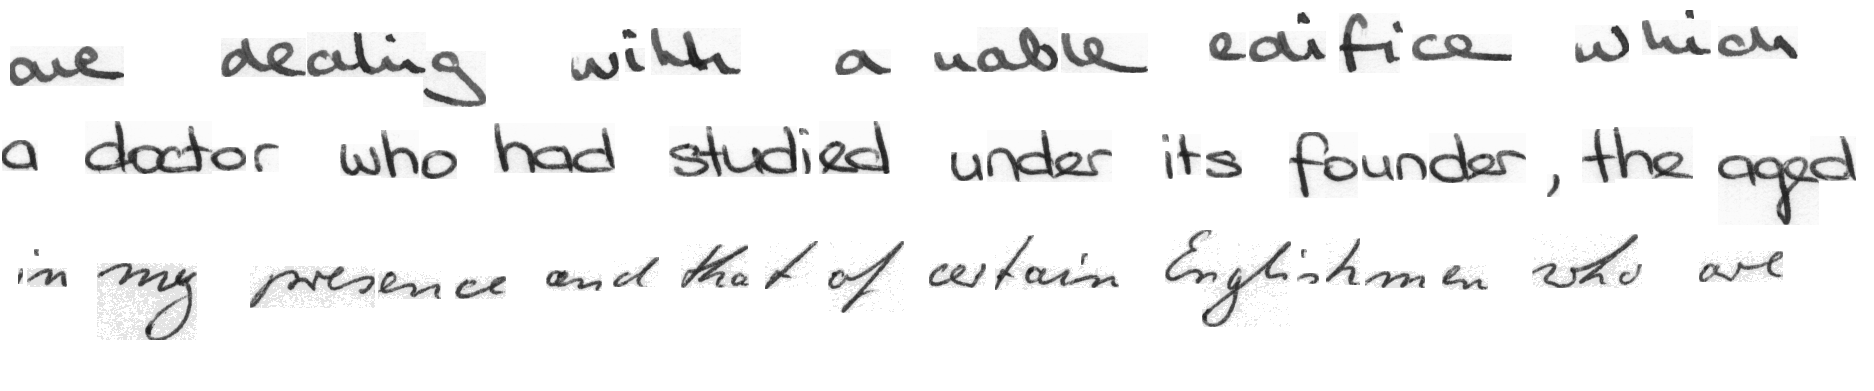 are dealing with a noble edifice which
a doctor who had studied under its founder, the aged
in my presence and that of certain Englishmen who are